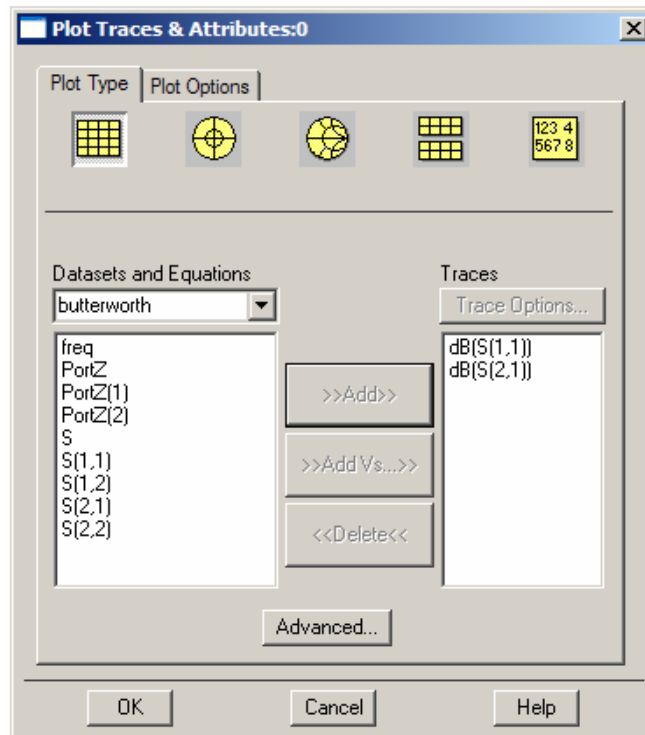 Plot Traces & Attributes:0
Plot Type
Plot Options
123 4
567 8
Datasets and Equations
Traces
butterworth
Trace Options...
freq
PortZ
PortZ(1)
PortZ(2)
S
S(1,1)
S(1,2)
S(2,1)
S(2,2)
>>Add>>
>>Add Vs...>>
<<Delete<<
dB(S(1,1))
dB(S(2,1))
Advanced...
OK
Cancel
Help